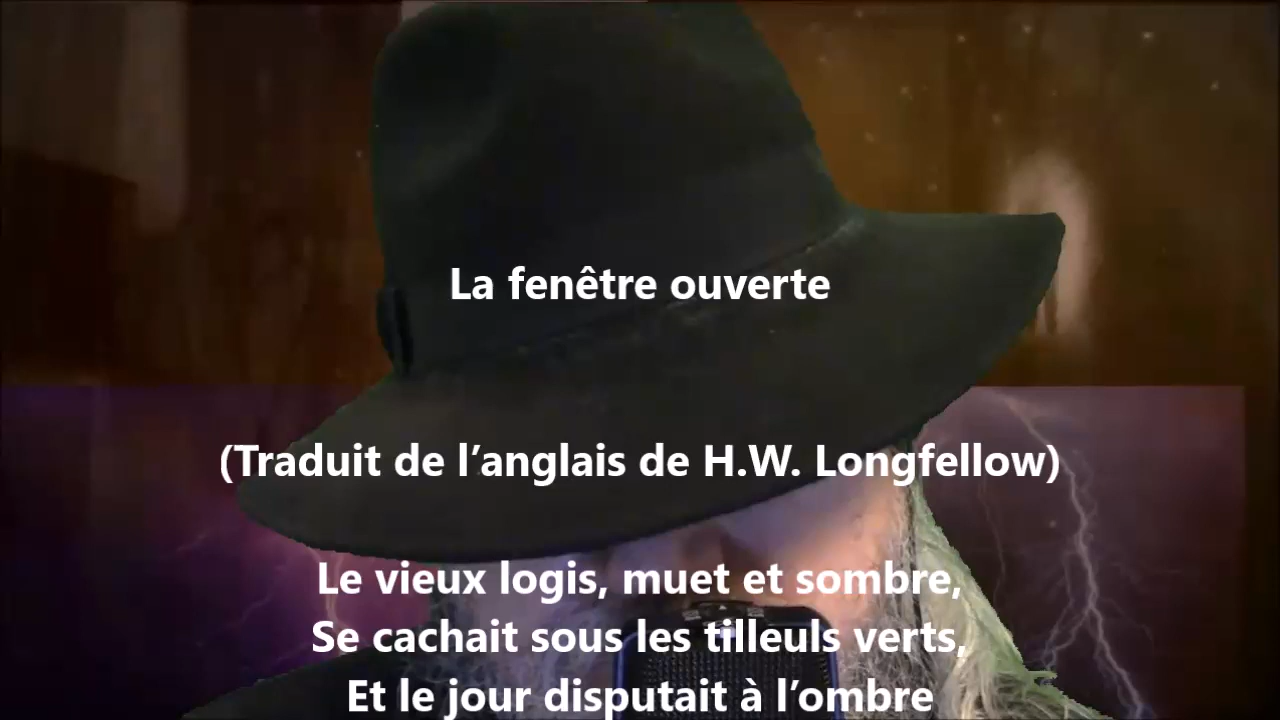 La fenêtre ouverte
(Traduit de l’anglais de H.W. Longfellow)
Le vieux logis, muet et sombre,
Se cachait sous les tilleuls verts,
Et le jour disputait à l’ombre